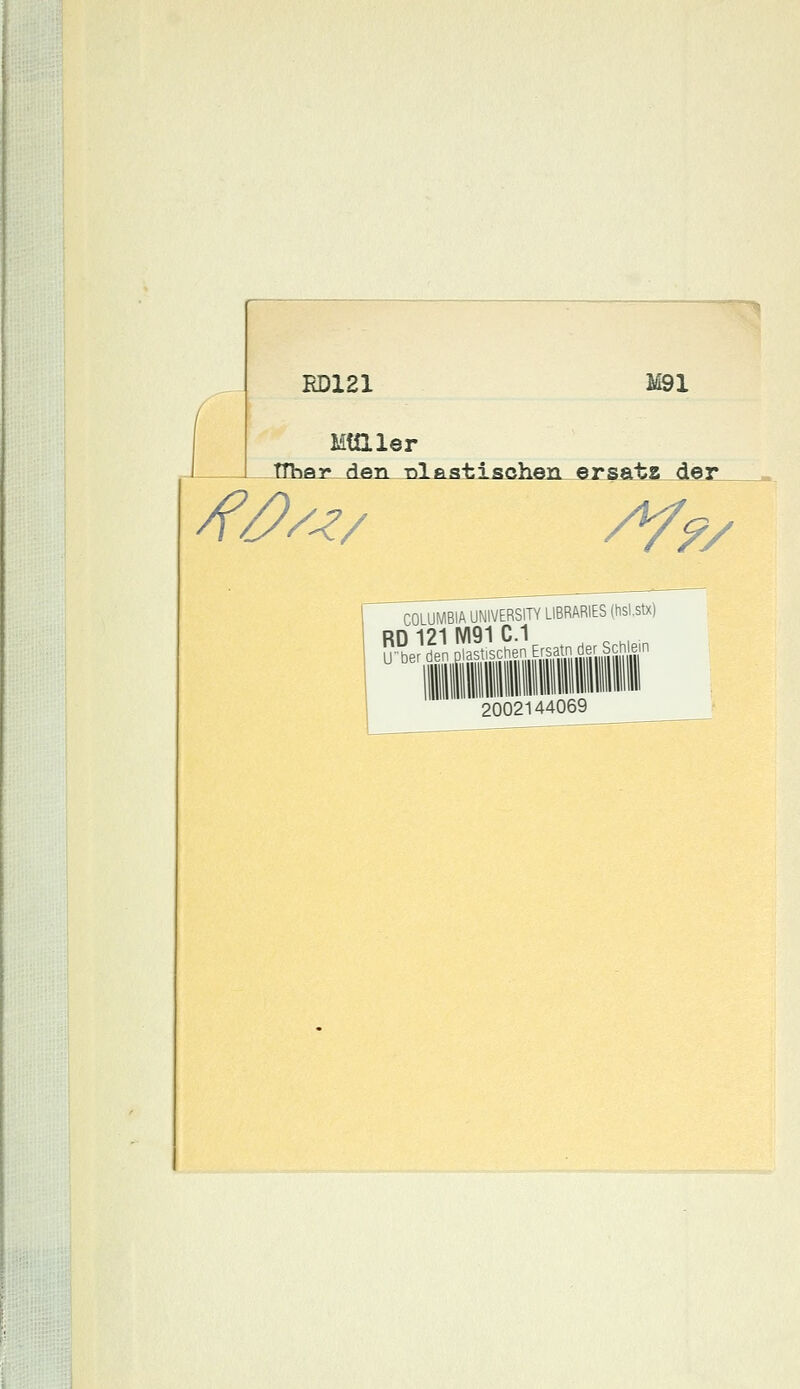 RD121 M91
Müller
Über den plastischen ersatz der
RD121 M91
COLUMBIA UNIVERSITY LIBRARIES (hsl,stx)
RD 121 M91 C.1
U¨ber den plastischen Ersatn der Schlein
2002144069